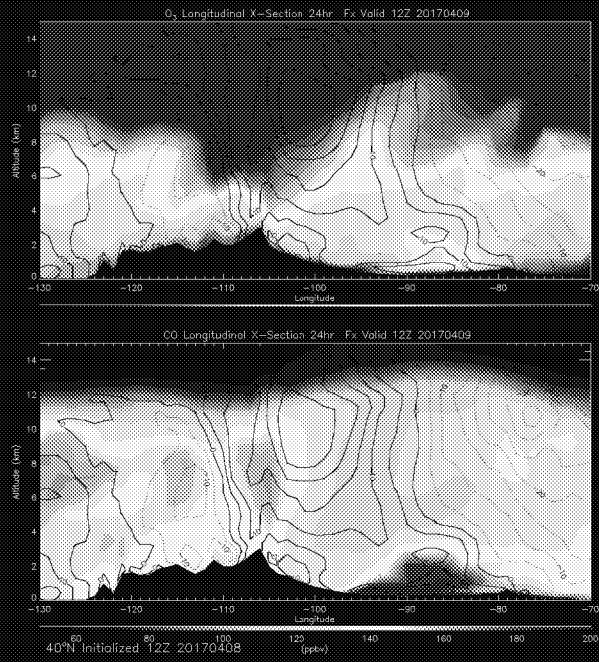 O3 Longitudinal X-Section 24hr Fx Valid 12Z 20170409
14
12
10
8
6
4
2
0
Altitude (km)
-130 -120 -110 -100 -90 -80 -70
Longitude
CO Longitudinal X-Section 24hr Fx Valid 12Z 20170409
14
12
10
8
6
4
2
0
Altitude (km)
-130 -120 -110 -100 -90 -80 -70
Longitude
60 80 100 120 140 160 180 200
40°N Initialized 12Z 20170408 (ppbv)